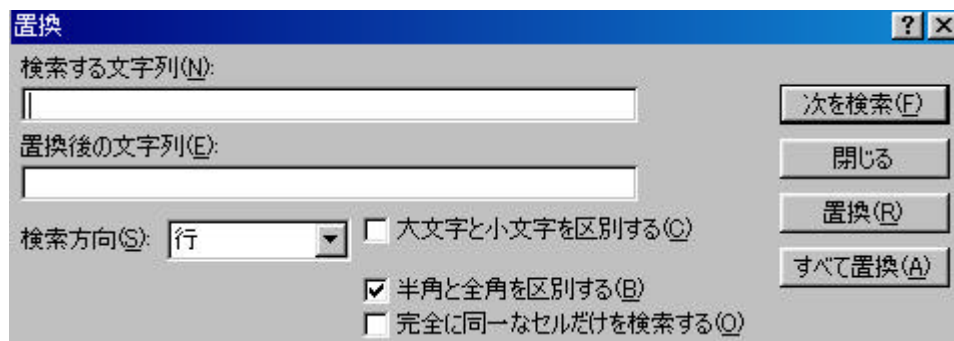 置換
検索する文字列(N):
次を検索(F)
置換後の文字列(E):
閉じる
置換(R)
検索方向(S): 行
大文字と小文字を区別する(C)
すべて置換(A)
半角と全角を区別する(B)
完全に同一なセルだけを検索する(O)